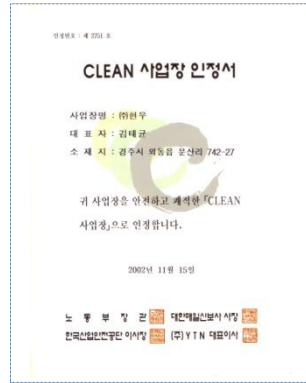 인정번호 : 제 2751 호
CLEAN 사업장 인정서
사업장명 : (주)현우
대 표 자 : 김태균
소 재 지 : 경주시 외동읍 문산리 742-27
귀 사업장을 안전하고 쾌적한 「CLEAN
사업장」으로 인정합니다.
2002년 11월 15일
노 동 부 장 관 대한매일신보사 사장
한국산업안전공단 이사장 (주) Y T N 대표이사